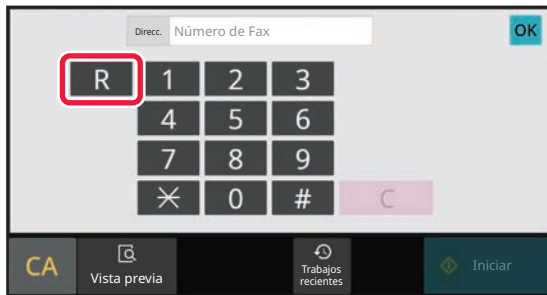 Direcc. Número de Fax OK
R 1 2 3
4 5 6
7 8 9
* 0 # C
CA Vista previa Trabajos
recientes Iniciar